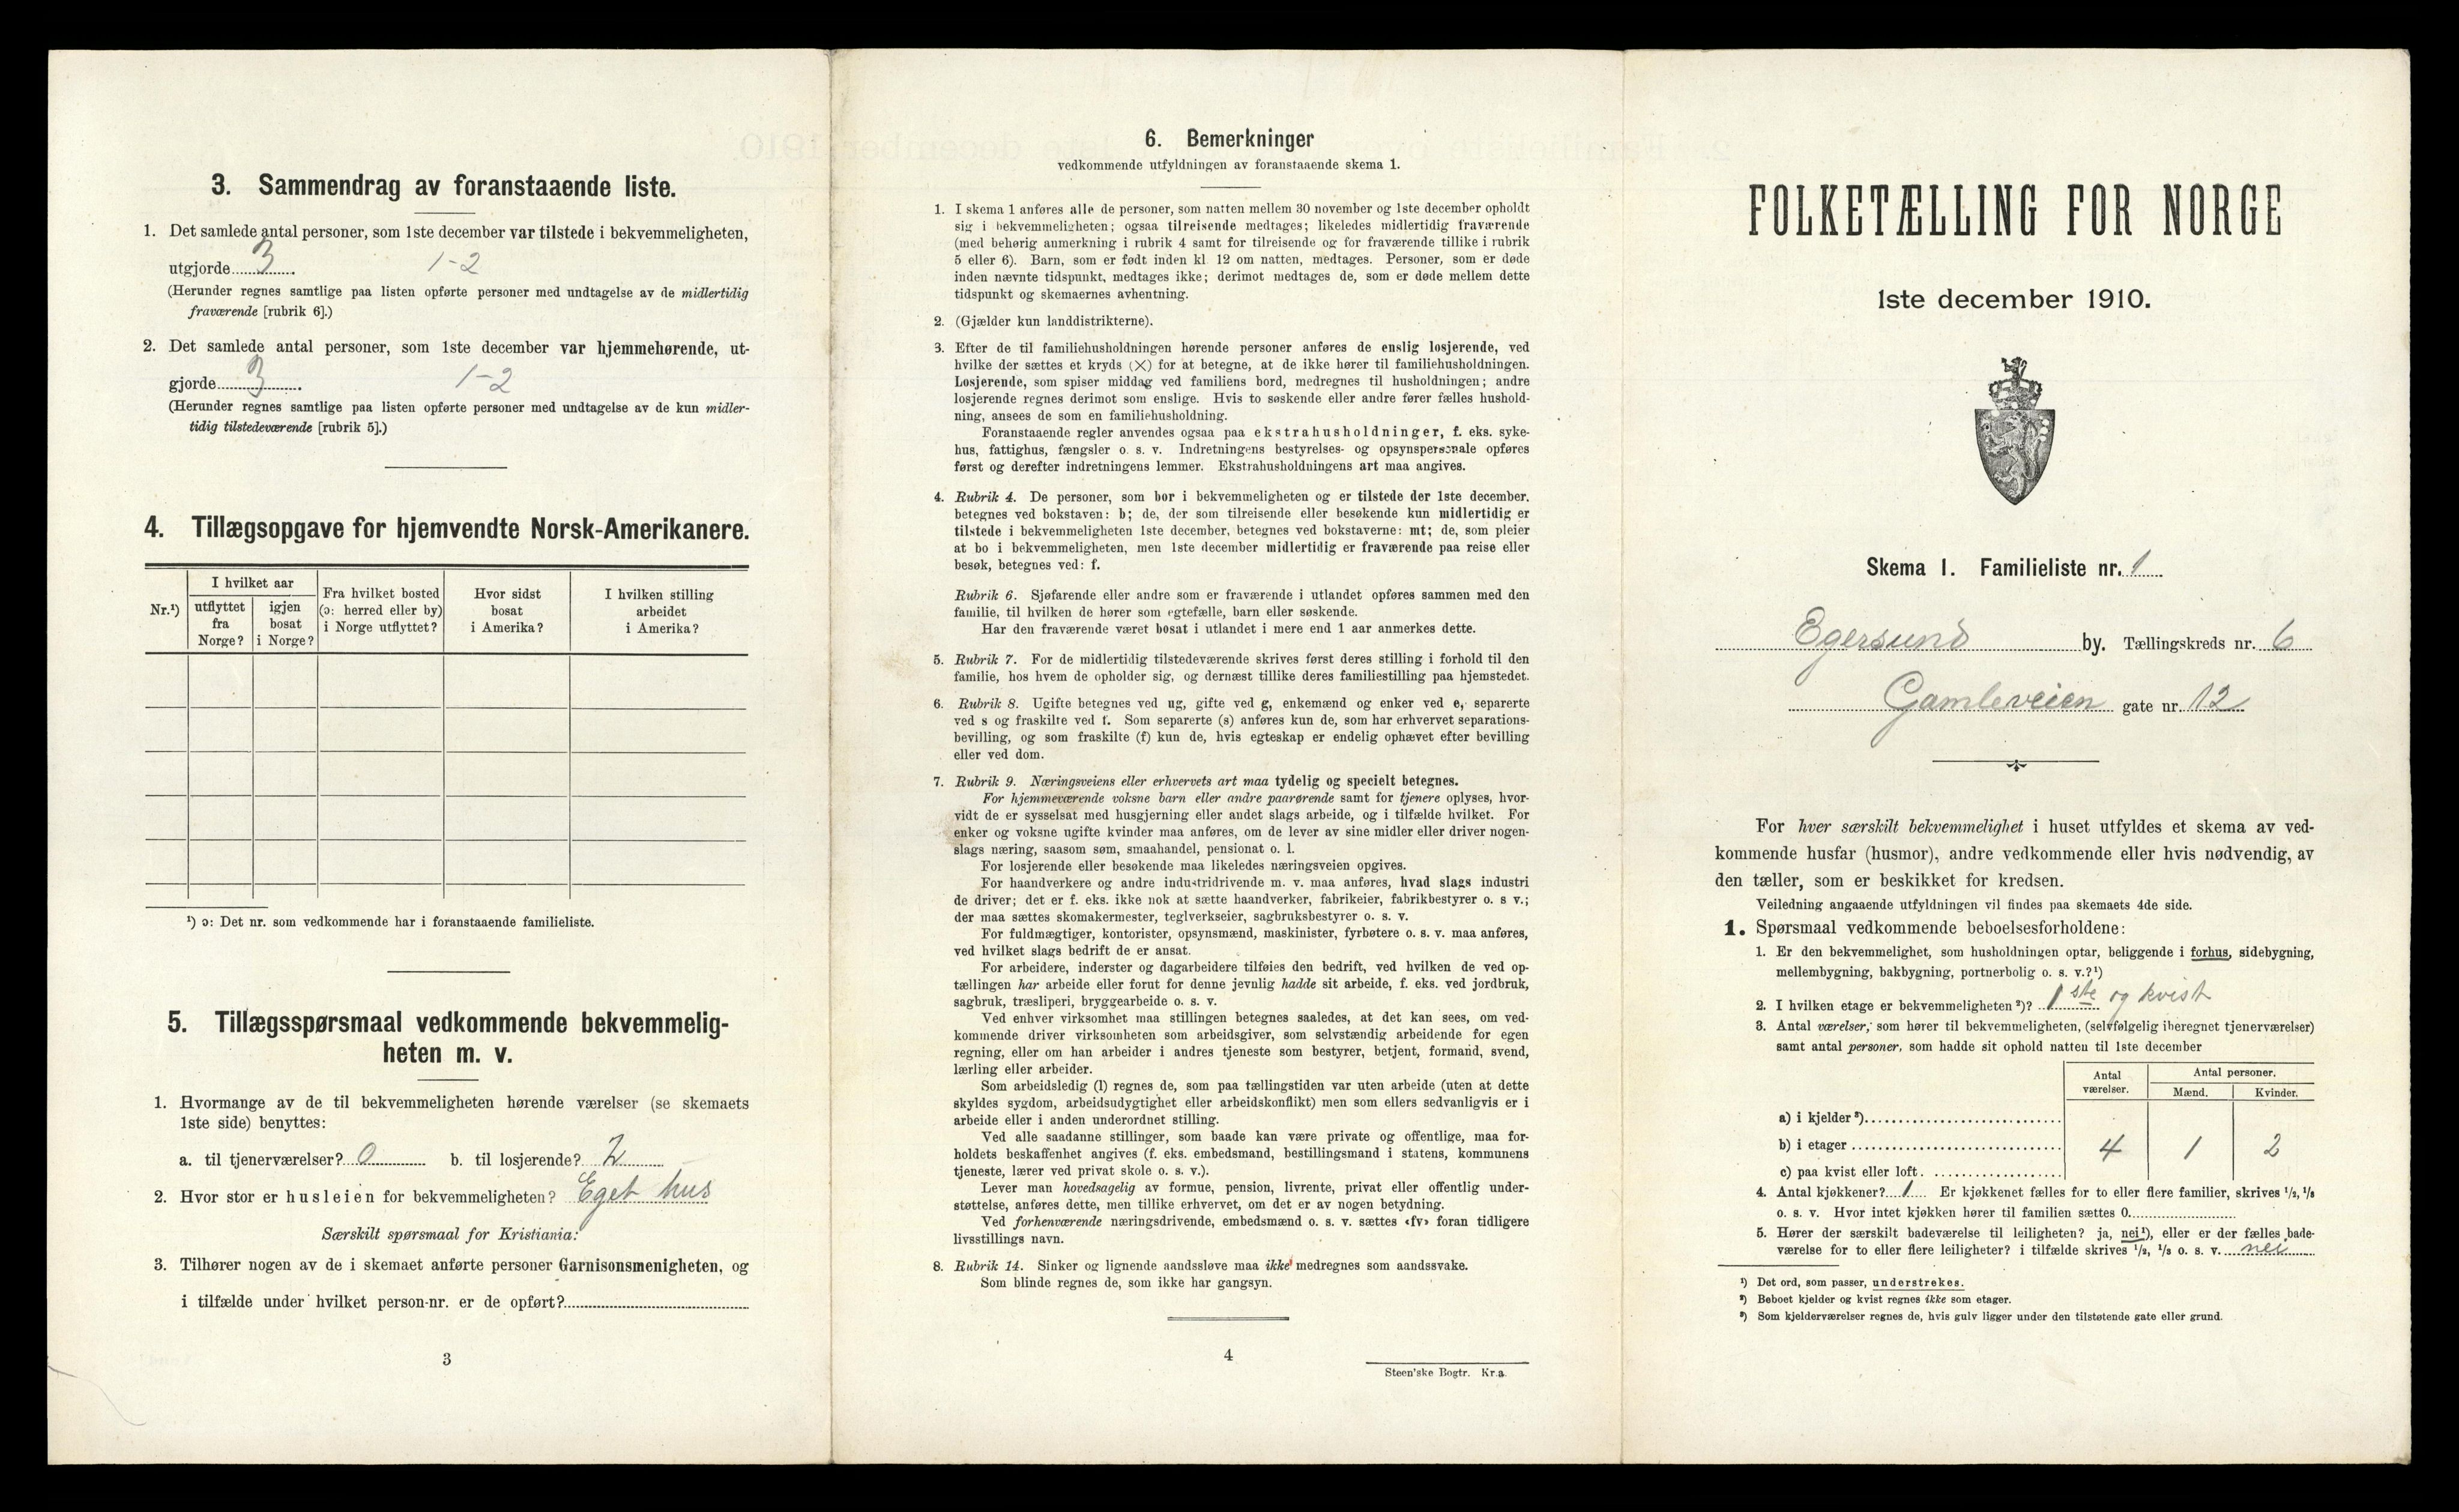 3. Sammendrag av foranstaaende liste.
1. Det samlede antal personer, som 1ste december var tilstede i bekvemmeligheten,
utgjorde 3. 1-2
(Herunder regnes samtlige paa listen opførte personer med undtagelse av de midlertidig
fraværende [rubrik 6].)
2. Det samlede antal personer, som 1ste december var hjemmehørende, ut-
gjorde 3. 1-2
(Herunder regnes samtlige paa listen opførte personer med undtagelse av de kun midler-
tidig tilstedeværende [rubrik 5].)
4. Tillægsopgave for hjemvendte Norsk-Amerikanere.
Nr.¹)
I hvilket aar
utflyttet fra Norge?
igjen bosat i Norge?
Fra hvilket bosted (ɔ: herred eller by) i Norge utflyttet?
Hvor sidst bosat i Amerika?
I hvilken stilling arbeidet i Amerika?
¹) ɔ: Det nr. som vedkommende har i foranstaaende familieliste.
5. Tillægsspørsmaal vedkommende bekvemmelig-
heten m. v.
1. Hvormange av de til bekvemmeligheten hørende værelser (se skemaets
1ste side) benyttes:
a. til tjenerværelser? 0 b. til losjerende? 2
2. Hvor stor er husleien for bekvemmeligheten? Eget hus
Særskilt spørsmaal for Kristiania:
3. Tilhører nogen av de i skemaet anførte personer Garnisonsmenigheten, og
i tilfælde under hvilket person-nr. er de opført?
3
6. Bemerkninger
vedkommende utfyldningen av foranstaaende skema 1.
1. I skema 1 anføres alle de personer, som natten mellem 30 november og 1ste december opholdt
sig i bekvemmeligheten; ogsaa tilreisende medtages; likeledes midlertidig fraværende
(med behørig anmerkning i rubrik 4 samt for tilreisende og for fraværende tillike i rubrik
5 eller 6). Barn, som er født inden kl. 12 om natten, medtages. Personer, som er døde
inden nævnte tidspunkt, medtages ikke; derimot medtages de, som er døde mellem dette
tidspunkt og skemaernes avhentning.
2. (Gjælder kun landdistrikterne).
3. Efter de til familiehusholdningen hørende personer anføres de enslig losjerende, ved
hvilke der sættes et kryds (×) for at betegne, at de ikke hører til familiehusholdningen.
Losjerende, som spiser middag ved familiens bord, medregnes til husholdningen; andre
losjerende regnes derimot som enslige. Hvis to søskende eller andre fører fælles hushold-
ning, ansees de som en familiehusholdning.
Foranstaaende regler anvendes ogsaa paa ekstrahusholdninger, f. eks. syke-
hus, fattighus, fængsler o. s. v. Indretningens bestyrelses- og opsynspersonale opføres
først og derefter indretningens lemmer. Ekstrahusholdningens art maa angives.
4. Rubrik 4. De personer, som bor i bekvemmeligheten og er tilstede der 1ste december,
betegnes ved bokstaven: b; de, der som tilreisende eller besøkende kun midlertidig er
tilstede i bekvemmeligheten 1ste december, betegnes ved bokstaverne: mt; de, som pleier
at bo i bekvemmeligheten, men 1ste december midlertidig er fraværende paa reise eller
besøk, betegnes ved: f.
Rubrik 6. Sjøfarende eller andre som er fraværende i utlandet opføres sammen med den
familie, til hvilken de hører som egtefælle, barn eller søskende.
Har den fraværende været bosat i utlandet i mere end 1 aar anmerkes dette.
5. Rubrik 7. For de midlertidig tilstedeværende skrives først deres stilling i forhold til den
familie, hos hvem de opholder sig, og dernæst tillike deres familiestilling paa hjemstedet.
6. Rubrik 8. Ugifte betegnes ved ug, gifte ved g, enkemænd og enker ved e, separerte
ved s og fraskilte ved f. Som separerte (s) anføres kun de, som har erhvervet separations-
bevilling, og som fraskilte (f) kun de, hvis egteskap er endelig ophævet efter bevilling
eller ved dom.
7. Rubrik 9. Næringsveiens eller erhvervets art maa tydelig og specielt betegnes.
For hjemmeværende voksne barn eller andre paarørende samt for tjenere oplyses, hvor-
vidt de er sysselsat med husgjerning eller andet slags arbeide, og i tilfælde hvilket. For
enker og voksne ugifte kvinder maa anføres, om de lever av sine midler eller driver nogen-
slags næring, saasom søm, smaahandel, pensionat o. l.
For losjerende eller besøkende maa likeledes næringsveien opgives.
For haandverkere og andre industridrivende m. v. maa anføres, hvad slags industri
de driver; det er f. eks. ikke nok at sætte haandverker, fabrikeier, fabrikbestyrer o. s v.;
der maa sættes skomakermester, teglverkseier, sagbruksbestyrer o. s. v.
For fuldmægtiger, kontorister, opsynsmænd, maskinister, fyrbøtere o. s. v. maa anføres,
ved hvilket slags bedrift de er ansat.
For arbeidere, inderster og dagarbeidere tilføies den bedrift, ved hvilken de ved op-
tællingen har arbeide eller forut for denne jevnlig hadde sit arbeide, f. eks. ved jordbruk,
sagbruk, træsliperi, bryggearbeide o. s. v.
Ved enhver virksomhet maa stillingen betegnes saaledes, at det kan sees, om ved-
kommende driver virksomheten som arbeidsgiver, som selvstændig arbeidende for egen
regning, eller om han arbeider i andres tjeneste som bestyrer, betjent, formand, svend,
lærling eller arbeider.
Som arbeidsledig (l) regnes de, som paa tællingstiden var uten arbeide (uten at dette
skyldes sygdom, arbeidsudygtighet eller arbeidskonflikt) men som ellers sedvanligvis er i
arbeide eller i anden underordnet stilling.
Ved alle saadanne stillinger, som baade kan være private og offentlige, maa for-
holdets beskaffenhet angives (f. eks. embedsmand, bestillingsmand i statens, kommunens
tjeneste, lærer ved privat skole o. s. v.).
Lever man hovedsagelig av formue, pension, livrente, privat eller offentlig under-
støttelse, anføres dette, men tillike erhvervet, om det er av nogen betydning.
Ved forhenværende næringsdrivende, embedsmænd o. s. v. sættes «fv» foran tidligere
livsstillings navn.
8. Rubrik 14. Sinker og lignende aandssløve maa ikke medregnes som aandssvake.
Som blinde regnes de, som ikke har gangsyn.
4
Steen'ske Bogtr. Kr.a.
FOLKETÆLLING FOR NORGE
1ste december 1910.
Skema 1. Familieliste nr. 1
Egersund by. Tællingskreds nr. 6
Gamleveien gate nr. 12
For hver særskilt bekvemmelighet i huset utfyldes et skema av ved-
kommende husfar (husmor), andre vedkommende eller hvis nødvendig, av
den tæller, som er beskikket for kredsen.
Veiledning angaaende utfyldningen vil findes paa skemaets 4de side.
1. Spørsmaal vedkommende beboelsesforholdene:
1. Er den bekvemmelighet, som husholdningen optar, beliggende i forhus, sidebygning,
mellembygning, bakbygning, portnerbolig o. s. v.?¹)
2. I hvilken etage er bekvemmeligheten²)? 1ste og kvist
3. Antal værelser, som hører til bekvemmeligheten, (selvfølgelig iberegnet tjenerværelser)
samt antal personer, som hadde sit ophold natten til 1ste december
Antal værelser.
Antal personer.
Mænd. Kvinder.
a) i kjelder³)
b) i etager 4 1 2
c) paa kvist eller loft
4. Antal kjøkkener? 1 Er kjøkkenet fælles for to eller flere familier, skrives ½, ⅓
o. s. v. Hvor intet kjøkken hører til familien sættes 0.
5. Hører der særskilt badeværelse til leiligheten? ja, nei¹), eller er der fælles bade-
værelse for to eller flere leiligheter? i tilfælde skrives ½, ⅓ o. s. v. nei
¹) Det ord, som passer, understrekes.
²) Beboet kjelder og kvist regnes ikke som etager.
³) Som kjelderværelser regnes de, hvis gulv ligger under den tilstøtende gate eller grund.